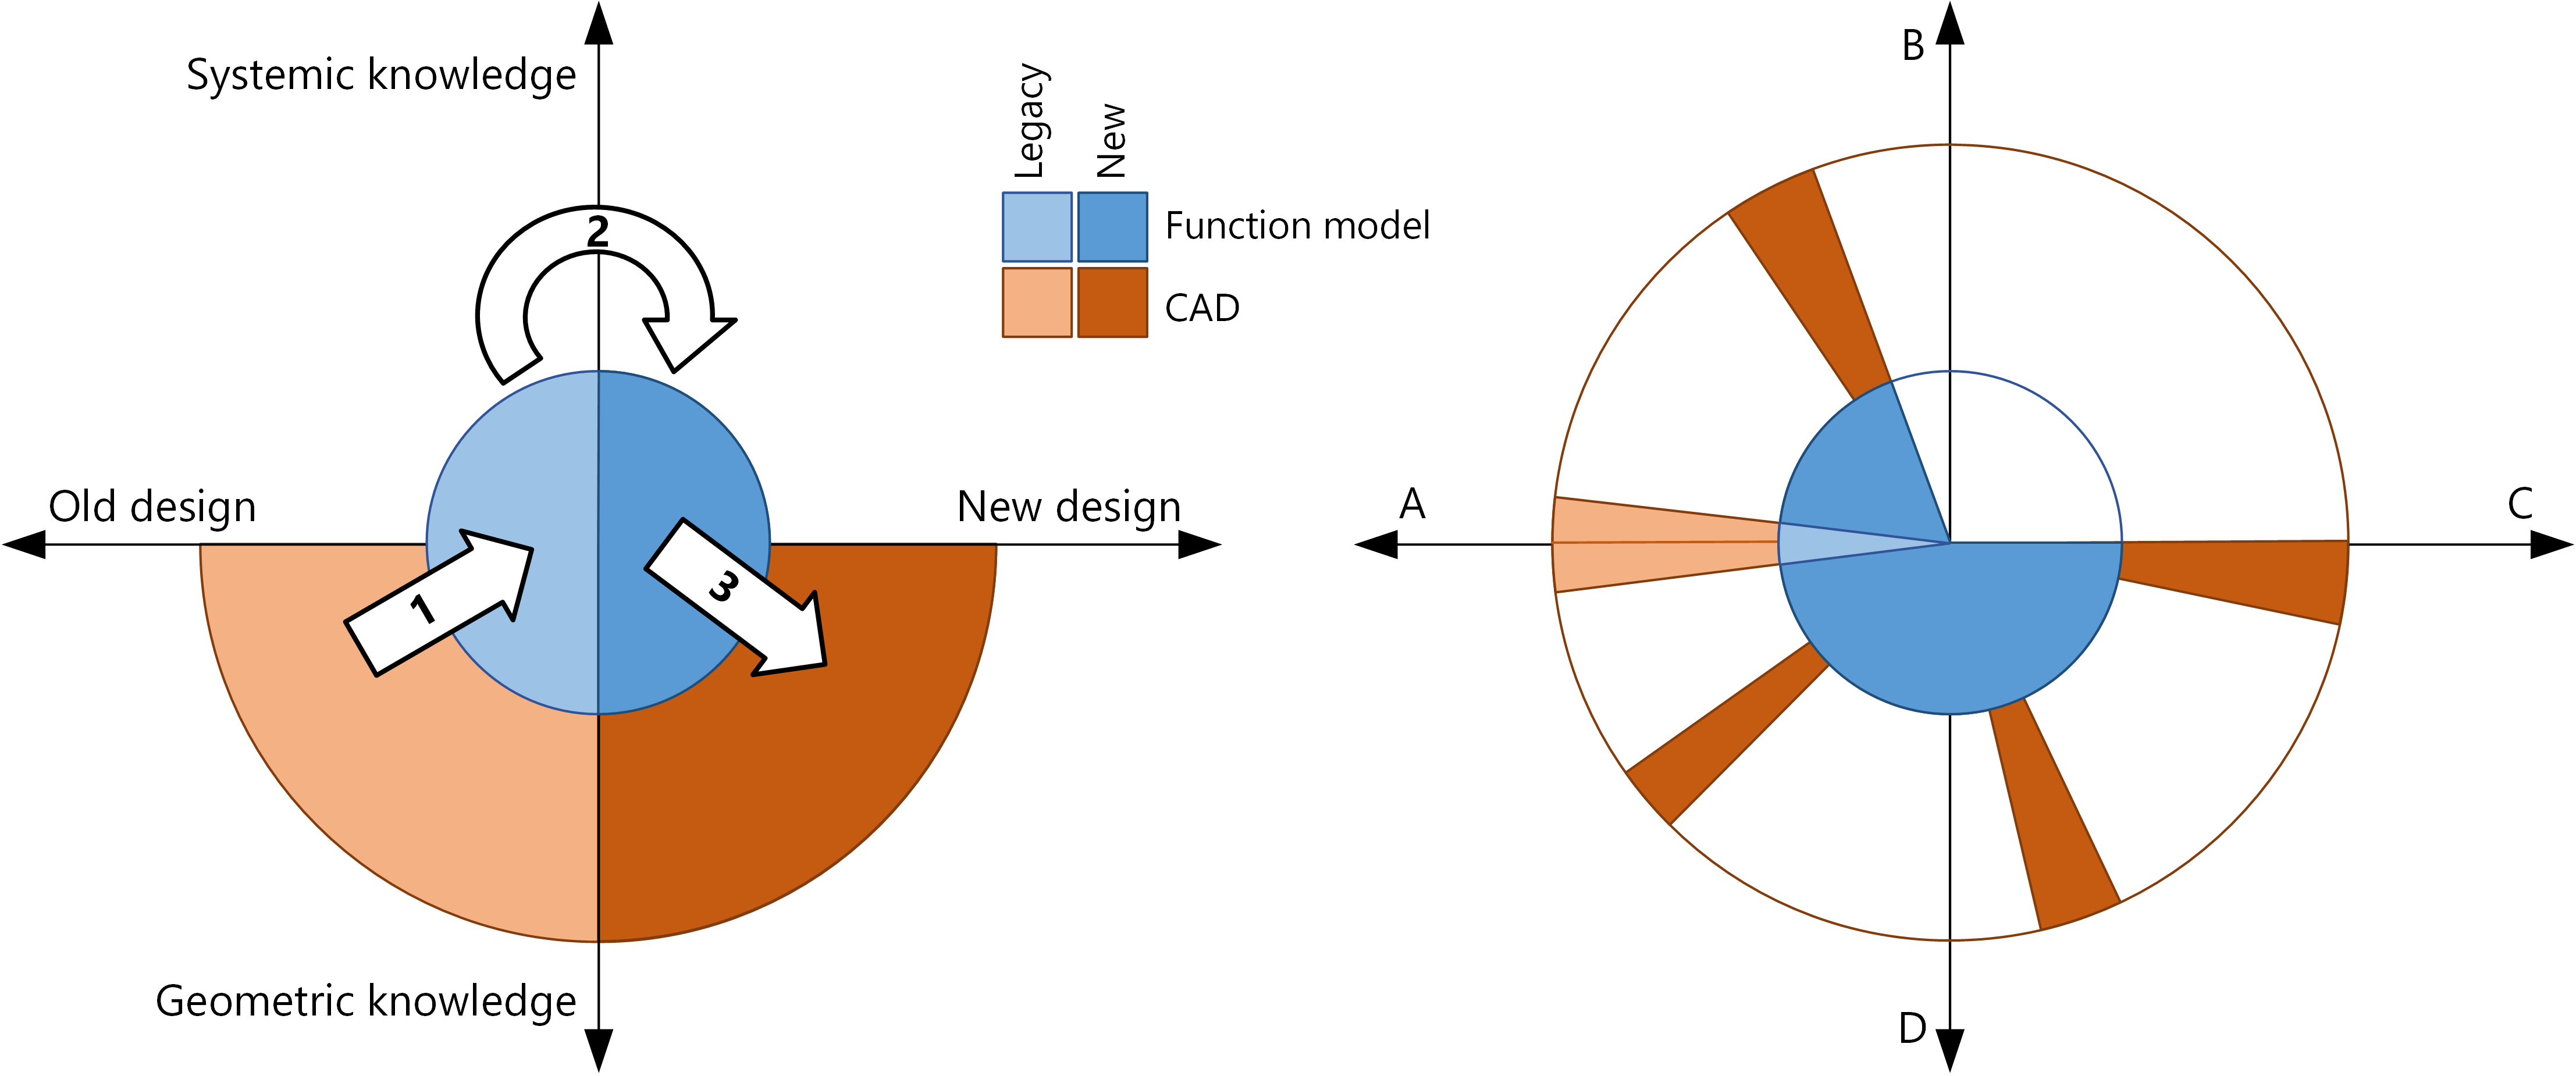 Systemic knowledge
2
Old design
New design
1
3
Geometric knowledge
Legacy
New
Function model
CAD
B
A
C
D